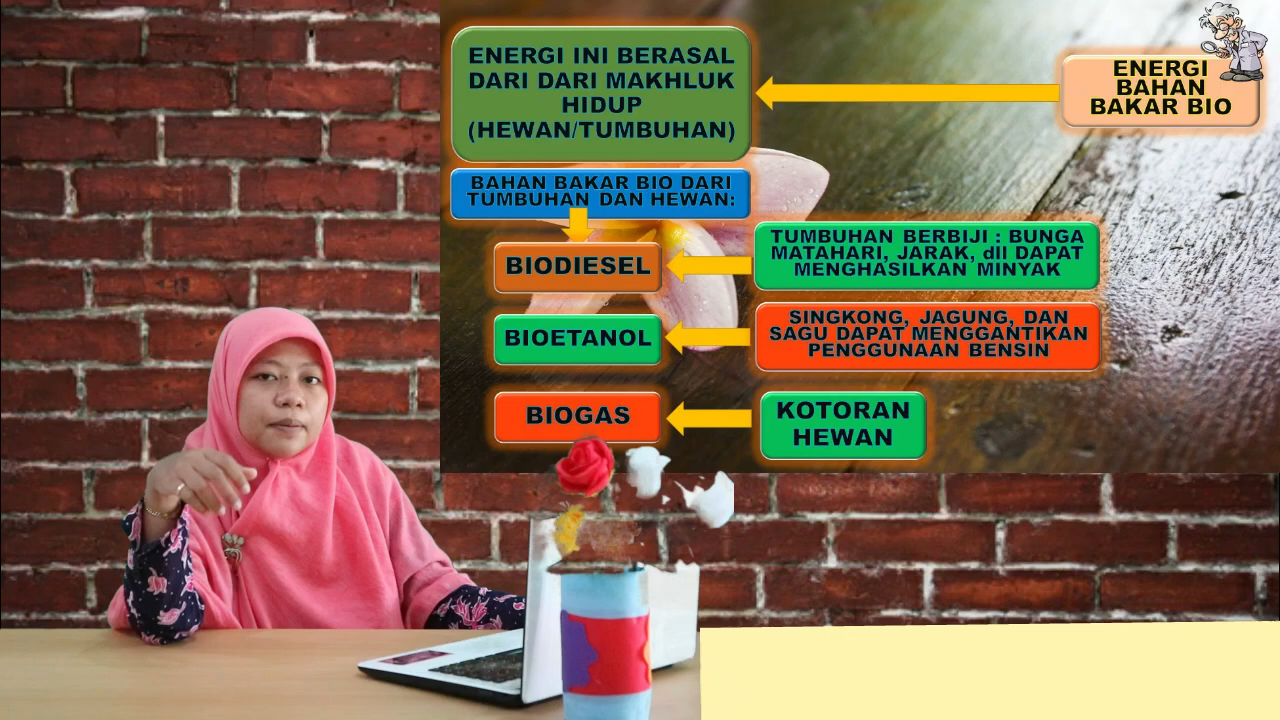 ENERGI INI BERASAL
DARI DARI MAKHLUK
HIDUP
(HEWAN/TUMBUHAN)
ENERGI
BAHAN
BAKAR BIO
BAHAN BAKAR BIO DARI
TUMBUHAN DAN HEWAN:
BIODIESEL
TUMBUHAN BERBIJI : BUNGA
MATAHARI, JARAK, dll DAPAT
MENGHASILKAN MINYAK
BIOETANOL
SINGKONG, JAGUNG, DAN
SAGU DAPAT MENGGANTIKAN
PENGGUNAAN BENSIN
BIOGAS
KOTORAN
HEWAN